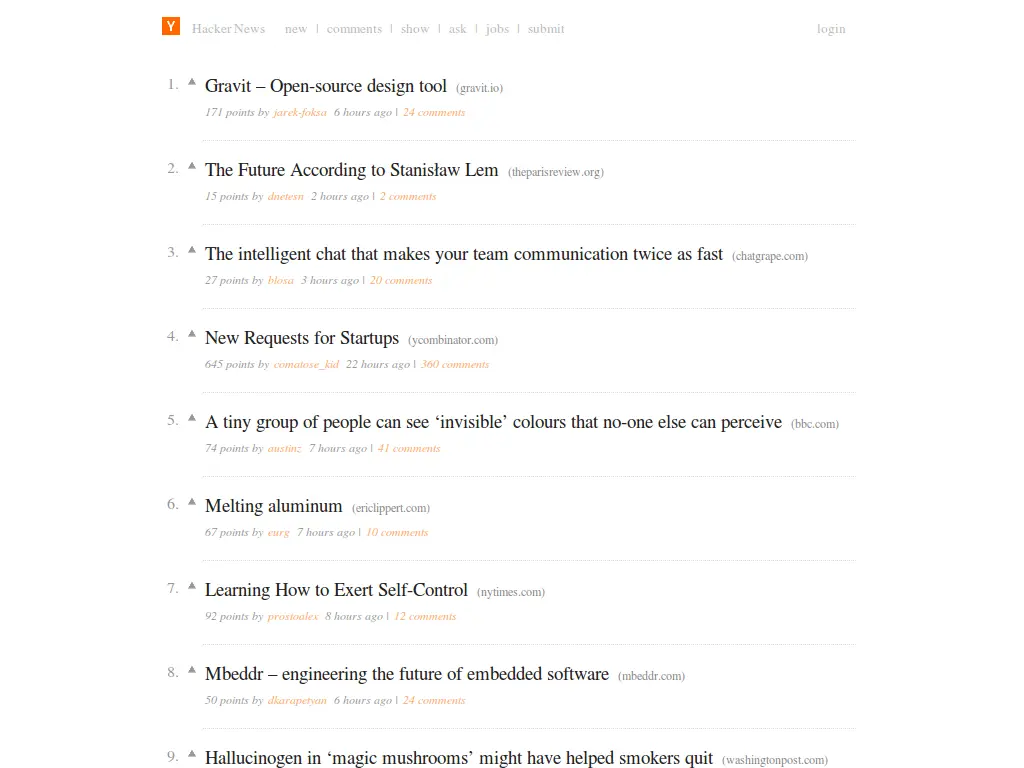 Y Hacker News new | comments | show | ask | jobs | submit login
1. ▲ Gravit – Open-source design tool (gravit.io)
171 points by jarek-foksa 6 hours ago | 24 comments
2. ▲ The Future According to Stanisław Lem (theparisreview.org)
15 points by dnetesn 2 hours ago | 2 comments
3. ▲ The intelligent chat that makes your team communication twice as fast (chatgrape.com)
27 points by blosa 3 hours ago | 20 comments
4. ▲ New Requests for Startups (ycombinator.com)
645 points by comatose_kid 22 hours ago | 360 comments
5. ▲ A tiny group of people can see ‘invisible’ colours that no-one else can perceive (bbc.com)
74 points by austinz 7 hours ago | 41 comments
6. ▲ Melting aluminum (ericlippert.com)
67 points by eurg 7 hours ago | 10 comments
7. ▲ Learning How to Exert Self-Control (nytimes.com)
92 points by prostoalex 8 hours ago | 12 comments
8. ▲ Mbeddr – engineering the future of embedded software (mbeddr.com)
50 points by dkarapetyan 6 hours ago | 24 comments
9. ▲ Hallucinogen in ‘magic mushrooms’ might have helped smokers quit (washingtonpost.com)